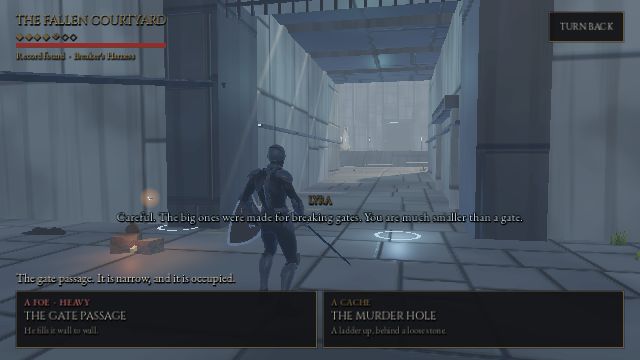 THE FALLEN COURTYARD
TURN BACK
Record found - Breaker's Harness
LYRA
Careful. The big ones were made for breaking gates. You are much smaller than a gate.
The gate passage. It is narrow, and it is occupied.
A FOE - HEAVY
THE GATE PASSAGE
He fills it wall to wall.
A CACHE
THE MURDER HOLE
A ladder up, behind a loose stone.